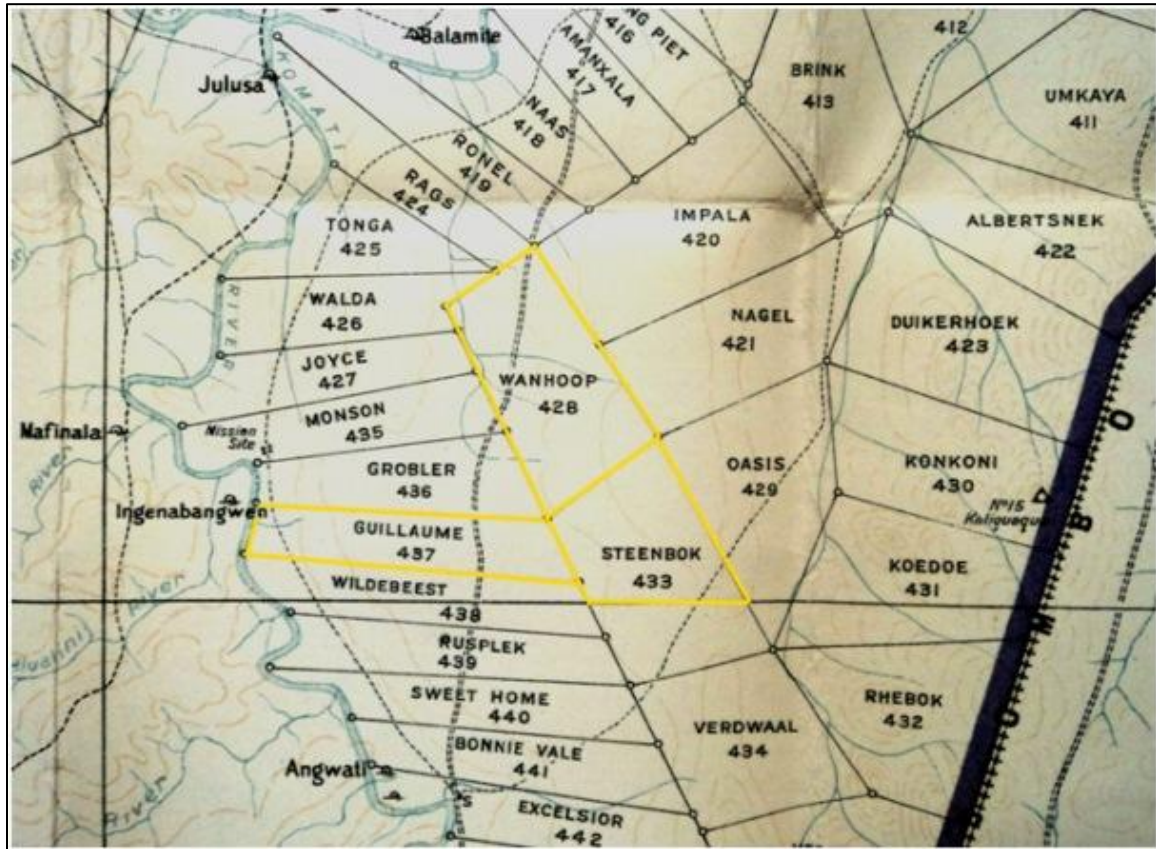 412
PIET
416
Balamite
AMANXALA
417
BRINK
413
KOMATI
Julusa
UMKAYA
411
NAAS
418
RONEL
419
RAGS
424
TONGA
425
IMPALA
420
ALBERTSNEK
422
RIVER
WALDA
426
NAGEL
421
DUIKERHOEK
423
JOYCE
427
WANHOOP
428
MONSON
435
Mafinala
Mission
Site
River
GROBLER
436
OASIS
429
KONKONI
430
Nº15
Ingenabangwen
GUILLAUME
437
STEENBOK
433
KOEDOE
431
River
WILDEBEEST
438
RUSPLEK
439
SWEET HOME
440
RHEBOK
432
VERDWAAL
434
BONNIE VALE
441
Angwati
S
River
EXCELSIOR
442
UMBO